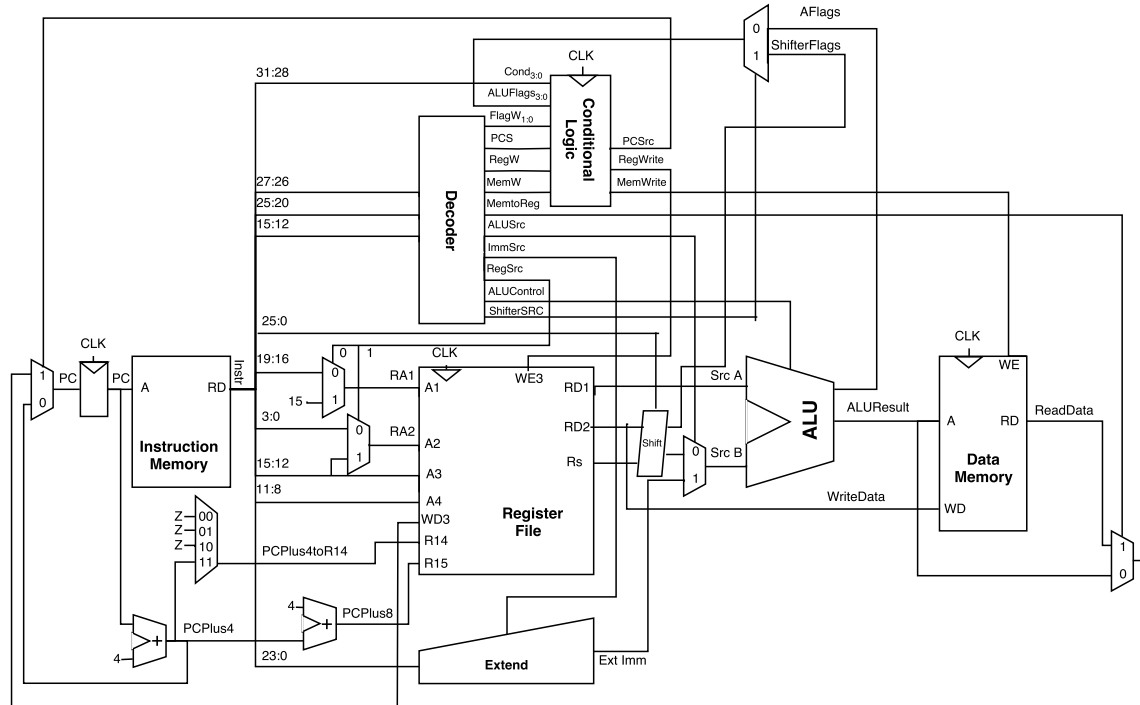 AFlags
0
ShifterFlags
1
CLK
31:28
Cond3:0
ALUFlags3:0
Conditional
Logic
FlagW1:0
PCS
PCSrc
RegW
RegWrite
27:26
MemW
MemWrite
25:20
MemtoReg
15:12
Decoder
ALUSrc
ImmSrc
RegSrc
ALUControl
ShifterSRC
25:0
CLK
0
1
CLK
CLK
19:16
WE3
WE
1
PC
PC
A
RD
Instr
0
RA1
A1
RD1
Src A
0
15
1
ALU
ALUResult
A
RD
ReadData
3:0
0
RA2
A2
RD2
Shift
Instruction
Memory
1
0
Src B
Data
Memory
15:12
A3
Rs
1
11:8
A4
WriteData
WD
Z
00
WD3
Register
File
Z
01
Z
10
R14
11
PCPlus4toR14
R15
1
0
4
PCPlus8
+
PCPlus4
+
4
23:0
Extend
Ext Imm